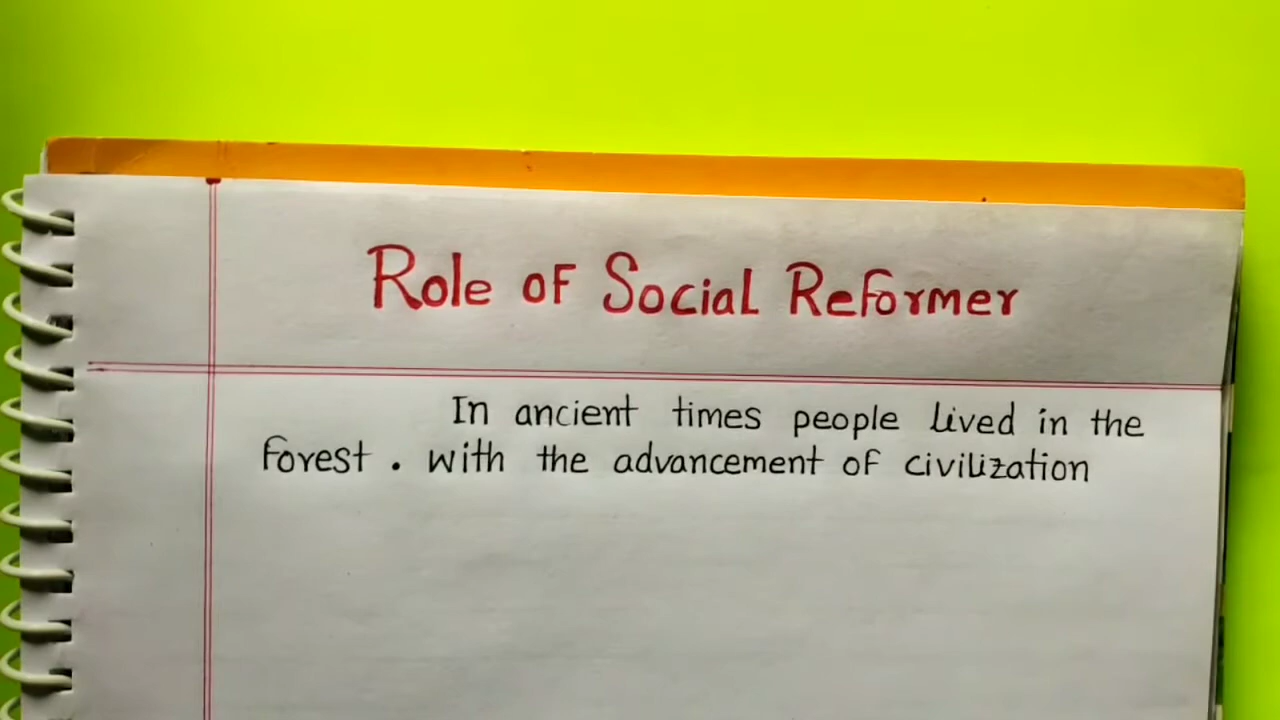 Role of Social Reformer
In ancient times people lived in the
forest. with the advancement of civilization